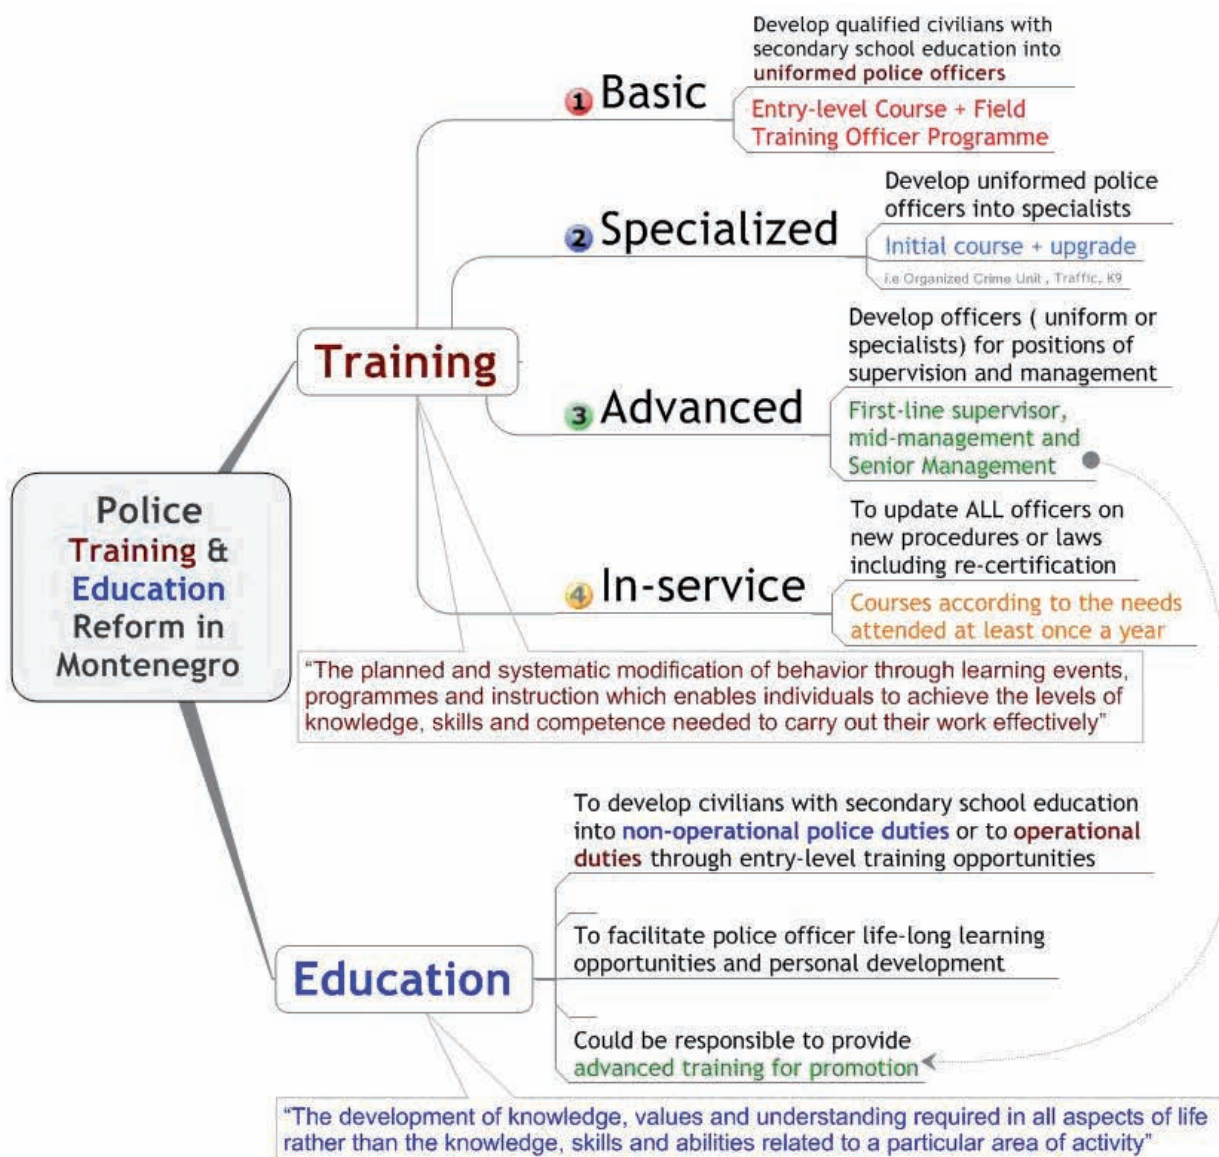 Develop qualified civilians with
secondary school education into
uniformed police officers
1 Basic
Entry-level Course + Field
Training Officer Programme
Develop uniformed police
officers into specialists
2 Specialized
Initial course + upgrade
i.e Organized Crime Unit , Traffic, K9
Develop officers ( uniform or
specialists) for positions of
supervision and management
Training
3 Advanced
First-line supervisor,
mid-management and
Senior Management
Police
Training &
Education
Reform in
Montenegro
To update ALL officers on
new procedures or laws
including re-certification
4 In-service
Courses according to the needs
attended at least once a year
“The planned and systematic modification of behavior through learning events,
programmes and instruction which enables individuals to achieve the levels of
knowledge, skills and competence needed to carry out their work effectively”
To develop civilians with secondary school education
into non-operational police duties or to operational
duties through entry-level training opportunities
To facilitate police officer life-long learning
opportunities and personal development
Education
Could be responsible to provide
advanced training for promotion
“The development of knowledge, values and understanding required in all aspects of life
rather than the knowledge, skills and abilities related to a particular area of activity”